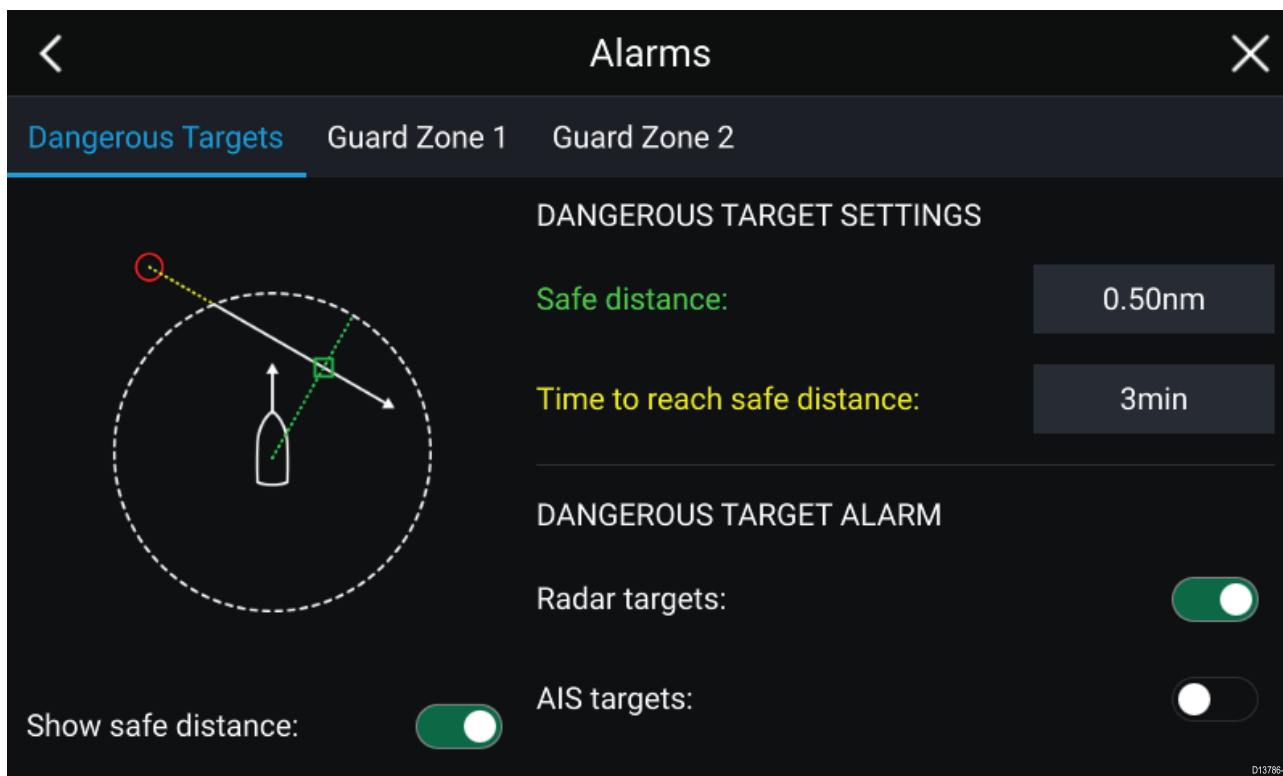 Alarms
Dangerous Targets Guard Zone 1 Guard Zone 2
DANGEROUS TARGET SETTINGS
Safe distance: 0.50nm
Time to reach safe distance: 3min
DANGEROUS TARGET ALARM
Radar targets:
AIS targets:
Show safe distance:
D13786-